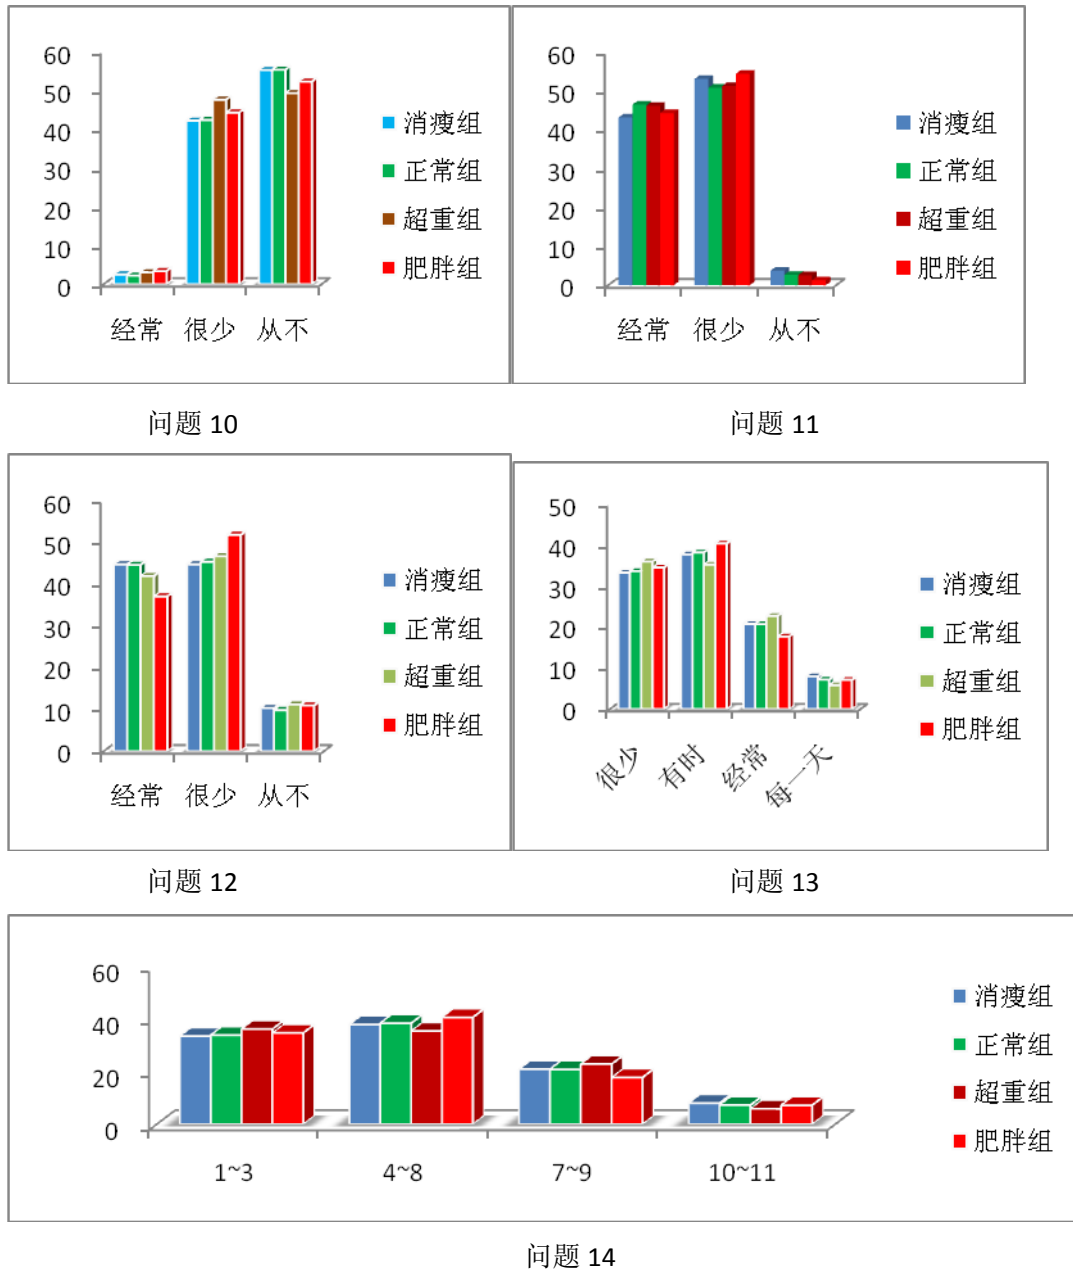 60
50
40
30
20
10
0
经常 很少 从不
消瘦组
正常组
超重组
肥胖组
60
50
40
30
20
10
0
经常 很少 从不
消瘦组
正常组
超重组
肥胖组
问题 10
问题 11
60
50
40
30
20
10
0
经常 很少 从不
消瘦组
正常组
超重组
肥胖组
50
40
30
20
10
0
很少 有时 经常 每一天
消瘦组
正常组
超重组
肥胖组
问题 12
问题 13
60
40
20
0
1~3 4~8 7~9 10~11
消瘦组
正常组
超重组
肥胖组
问题 14